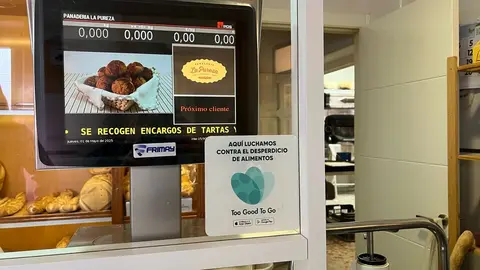 PANADERIA LA PUREZA
0,000 0,000 0,00 0,00
La Pureza
Próximo cliente
SE RECOGEN ENCARGOS DE TARTAS Y
FRIMAY
AQUÍ LUCHAMOS
CONTRA EL DESPERDICIO
DE ALIMENTOS
Too Good To Go